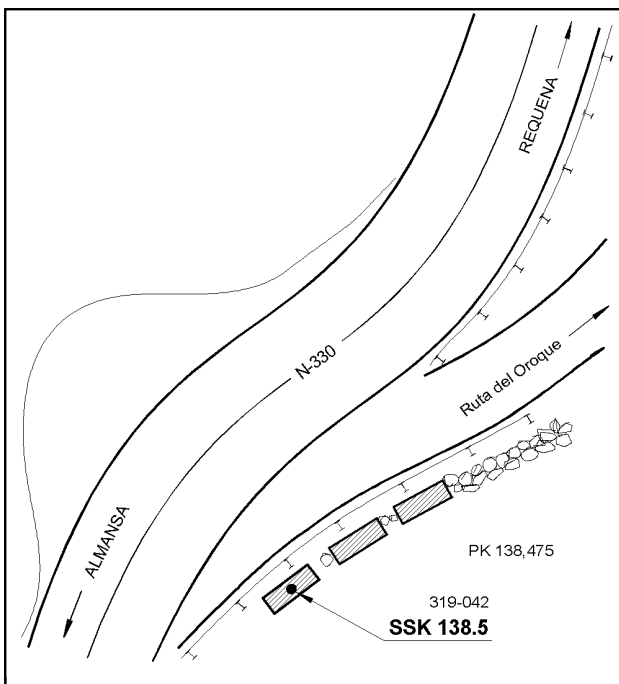 REQUENA
N-330
Ruta del Oroque
ALMANSA
PK 138,475
319-042
SSK 138.5